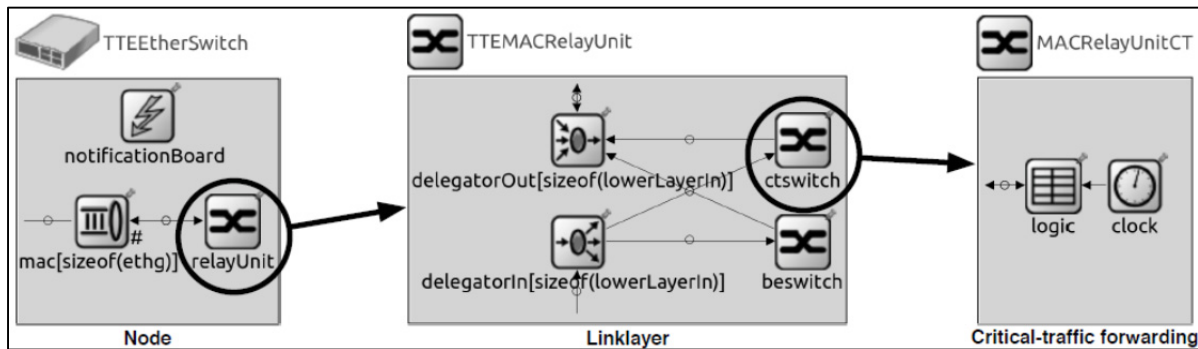 TTEEtherSwitch
notificationBoard
#
mac[sizeof(ethg)] relayUnit
Node
TTEMACRelayUnit
delegatorOut[sizeof(lowerLayerIn)] ctswitch
delegatorIn[sizeof(lowerLayerIn)] beswitch
Linklayer
MACRelayUnitCT
logic clock
Critical-traffic forwarding